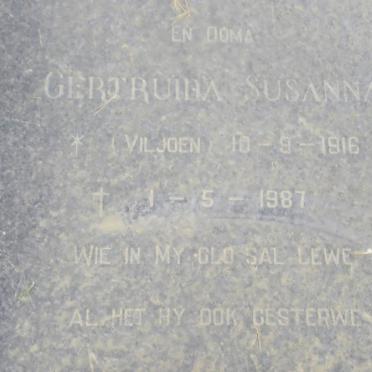 EN OOMA
GERTRUIDA SUSANNA
* (VILJOEN) 10 - 9 - 1916
† 1 - 5 - 1987
WIE IN MY GLO SAL LEWE
AL HET HY OOK GESTERWE